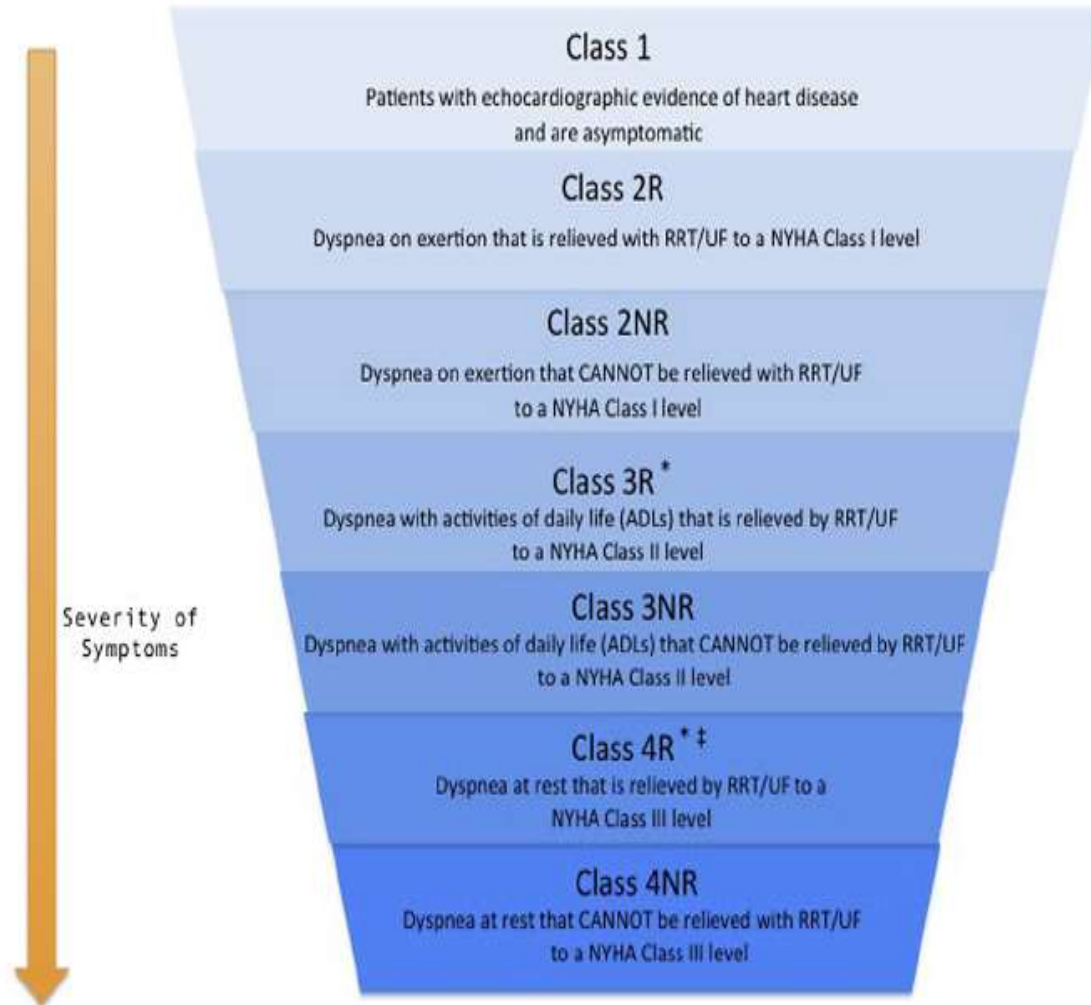 Class 1
Patients with echocardiographic evidence of heart disease
and are asymptomatic
Class 2R
Dyspnea on exertion that is relieved with RRT/UF to a NYHA Class I level
Class 2NR
Dyspnea on exertion that CANNOT be relieved with RRT/UF
to a NYHA Class I level
Class 3R *
Dyspnea with activities of daily life (ADLs) that is relieved by RRT/UF
to a NYHA Class II level
Class 3NR
Dyspnea with activities of daily life (ADLs) that CANNOT be relieved by RRT/UF
to a NYHA Class II level
Class 4R * ‡
Dyspnea at rest that is relieved by RRT/UF to a
NYHA Class III level
Class 4NR
Dyspnea at rest that CANNOT be relieved with RRT/UF
to a NYHA Class III level
Severity of
Symptoms